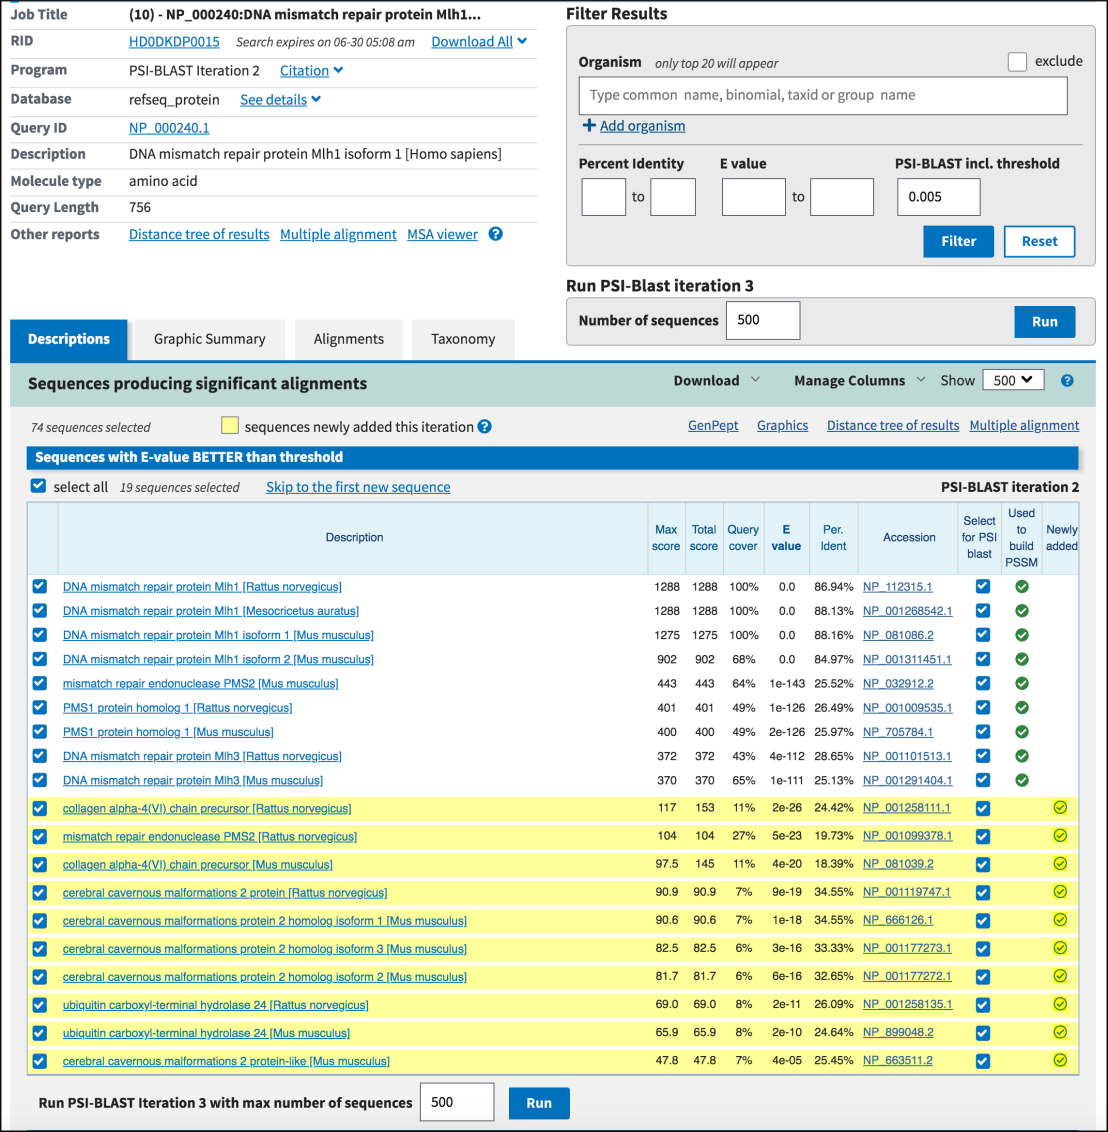 Job Title (10) - NP_000240:DNA mismatch repair protein Mlh1...
RID HD0DKDP0015 Search expires on 06-30 05:08 am Download All
Program PSI-BLAST Iteration 2 Citation
Database refseq_protein See details
Query ID NP_000240.1
Description DNA mismatch repair protein Mlh1 isoform 1 [Homo sapiens]
Molecule type amino acid
Query Length 756
Other reports Distance tree of results Multiple alignment MSA viewer ?
Filter Results
Organism only top 20 will appear exclude
Type common name, binomial, taxid or group name
+ Add organism
Percent Identity E value PSI-BLAST incl. threshold
to to 0.005
Filter Reset
Run PSI-Blast iteration 3
Number of sequences 500 Run
Descriptions Graphic Summary Alignments Taxonomy
Sequences producing significant alignments Download Manage Columns Show 500 ?
74 sequences selected sequences newly added this iteration ? GenPept Graphics Distance tree of results Multiple alignment
Sequences with E-value BETTER than threshold
select all 19 sequences selected Skip to the first new sequence PSI-BLAST iteration 2
Description Max score Total score Query cover E value Per. Ident Accession Select for PSI blast Used to build PSSM Newly added
DNA mismatch repair protein Mlh1 [Rattus norvegicus] 1288 1288 100% 0.0 86.94% NP_112315.1
DNA mismatch repair protein Mlh1 [Mesocricetus auratus] 1288 1288 100% 0.0 88.13% NP_001268542.1
DNA mismatch repair protein Mlh1 isoform 1 [Mus musculus] 1275 1275 100% 0.0 88.16% NP_081086.2
DNA mismatch repair protein Mlh1 isoform 2 [Mus musculus] 902 902 68% 0.0 84.97% NP_001311451.1
mismatch repair endonuclease PMS2 [Mus musculus] 443 443 64% 1e-143 25.52% NP_032912.2
PMS1 protein homolog 1 [Rattus norvegicus] 401 401 49% 1e-126 26.49% NP_001009535.1
PMS1 protein homolog 1 [Mus musculus] 400 400 49% 2e-126 25.97% NP_705784.1
DNA mismatch repair protein Mlh3 [Rattus norvegicus] 372 372 43% 4e-112 28.65% NP_001101513.1
DNA mismatch repair protein Mlh3 [Mus musculus] 370 370 65% 1e-111 25.13% NP_001291404.1
collagen alpha-4(VI) chain precursor [Rattus norvegicus] 117 153 11% 2e-26 24.42% NP_001258111.1
mismatch repair endonuclease PMS2 [Rattus norvegicus] 104 104 27% 5e-23 19.73% NP_001099378.1
collagen alpha-4(VI) chain precursor [Mus musculus] 97.5 145 11% 4e-20 18.39% NP_081039.2
cerebral cavernous malformations 2 protein [Rattus norvegicus] 90.9 90.9 7% 9e-19 34.55% NP_001119747.1
cerebral cavernous malformations protein 2 homolog isoform 1 [Mus musculus] 90.6 90.6 7% 1e-18 34.55% NP_666126.1
cerebral cavernous malformations protein 2 homolog isoform 3 [Mus musculus] 82.5 82.5 6% 3e-16 33.33% NP_001177273.1
cerebral cavernous malformations protein 2 homolog isoform 2 [Mus musculus] 81.7 81.7 6% 6e-16 32.65% NP_001177272.1
ubiquitin carboxyl-terminal hydrolase 24 [Rattus norvegicus] 69.0 69.0 8% 2e-11 26.09% NP_001258135.1
ubiquitin carboxyl-terminal hydrolase 24 [Mus musculus] 65.9 65.9 8% 2e-10 24.64% NP_899048.2
cerebral cavernous malformations 2 protein-like [Mus musculus] 47.8 47.8 7% 4e-05 25.45% NP_663511.2
Run PSI-BLAST Iteration 3 with max number of sequences 500 Run